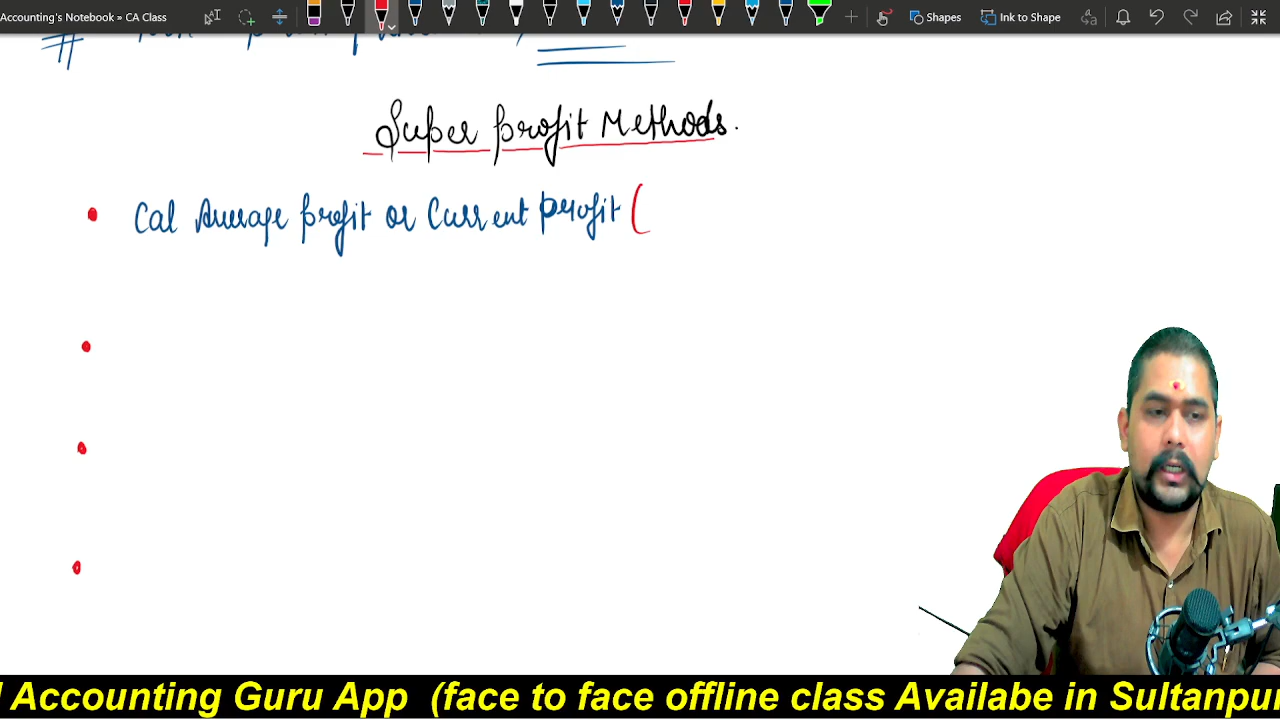 Accounting's Notebook » CA Class
Shapes
Ink to Shape
Super profit Methods.
Cal Average profit or Current profit (
Accounting Guru App (face to face offline class Availabe in Sultanpur